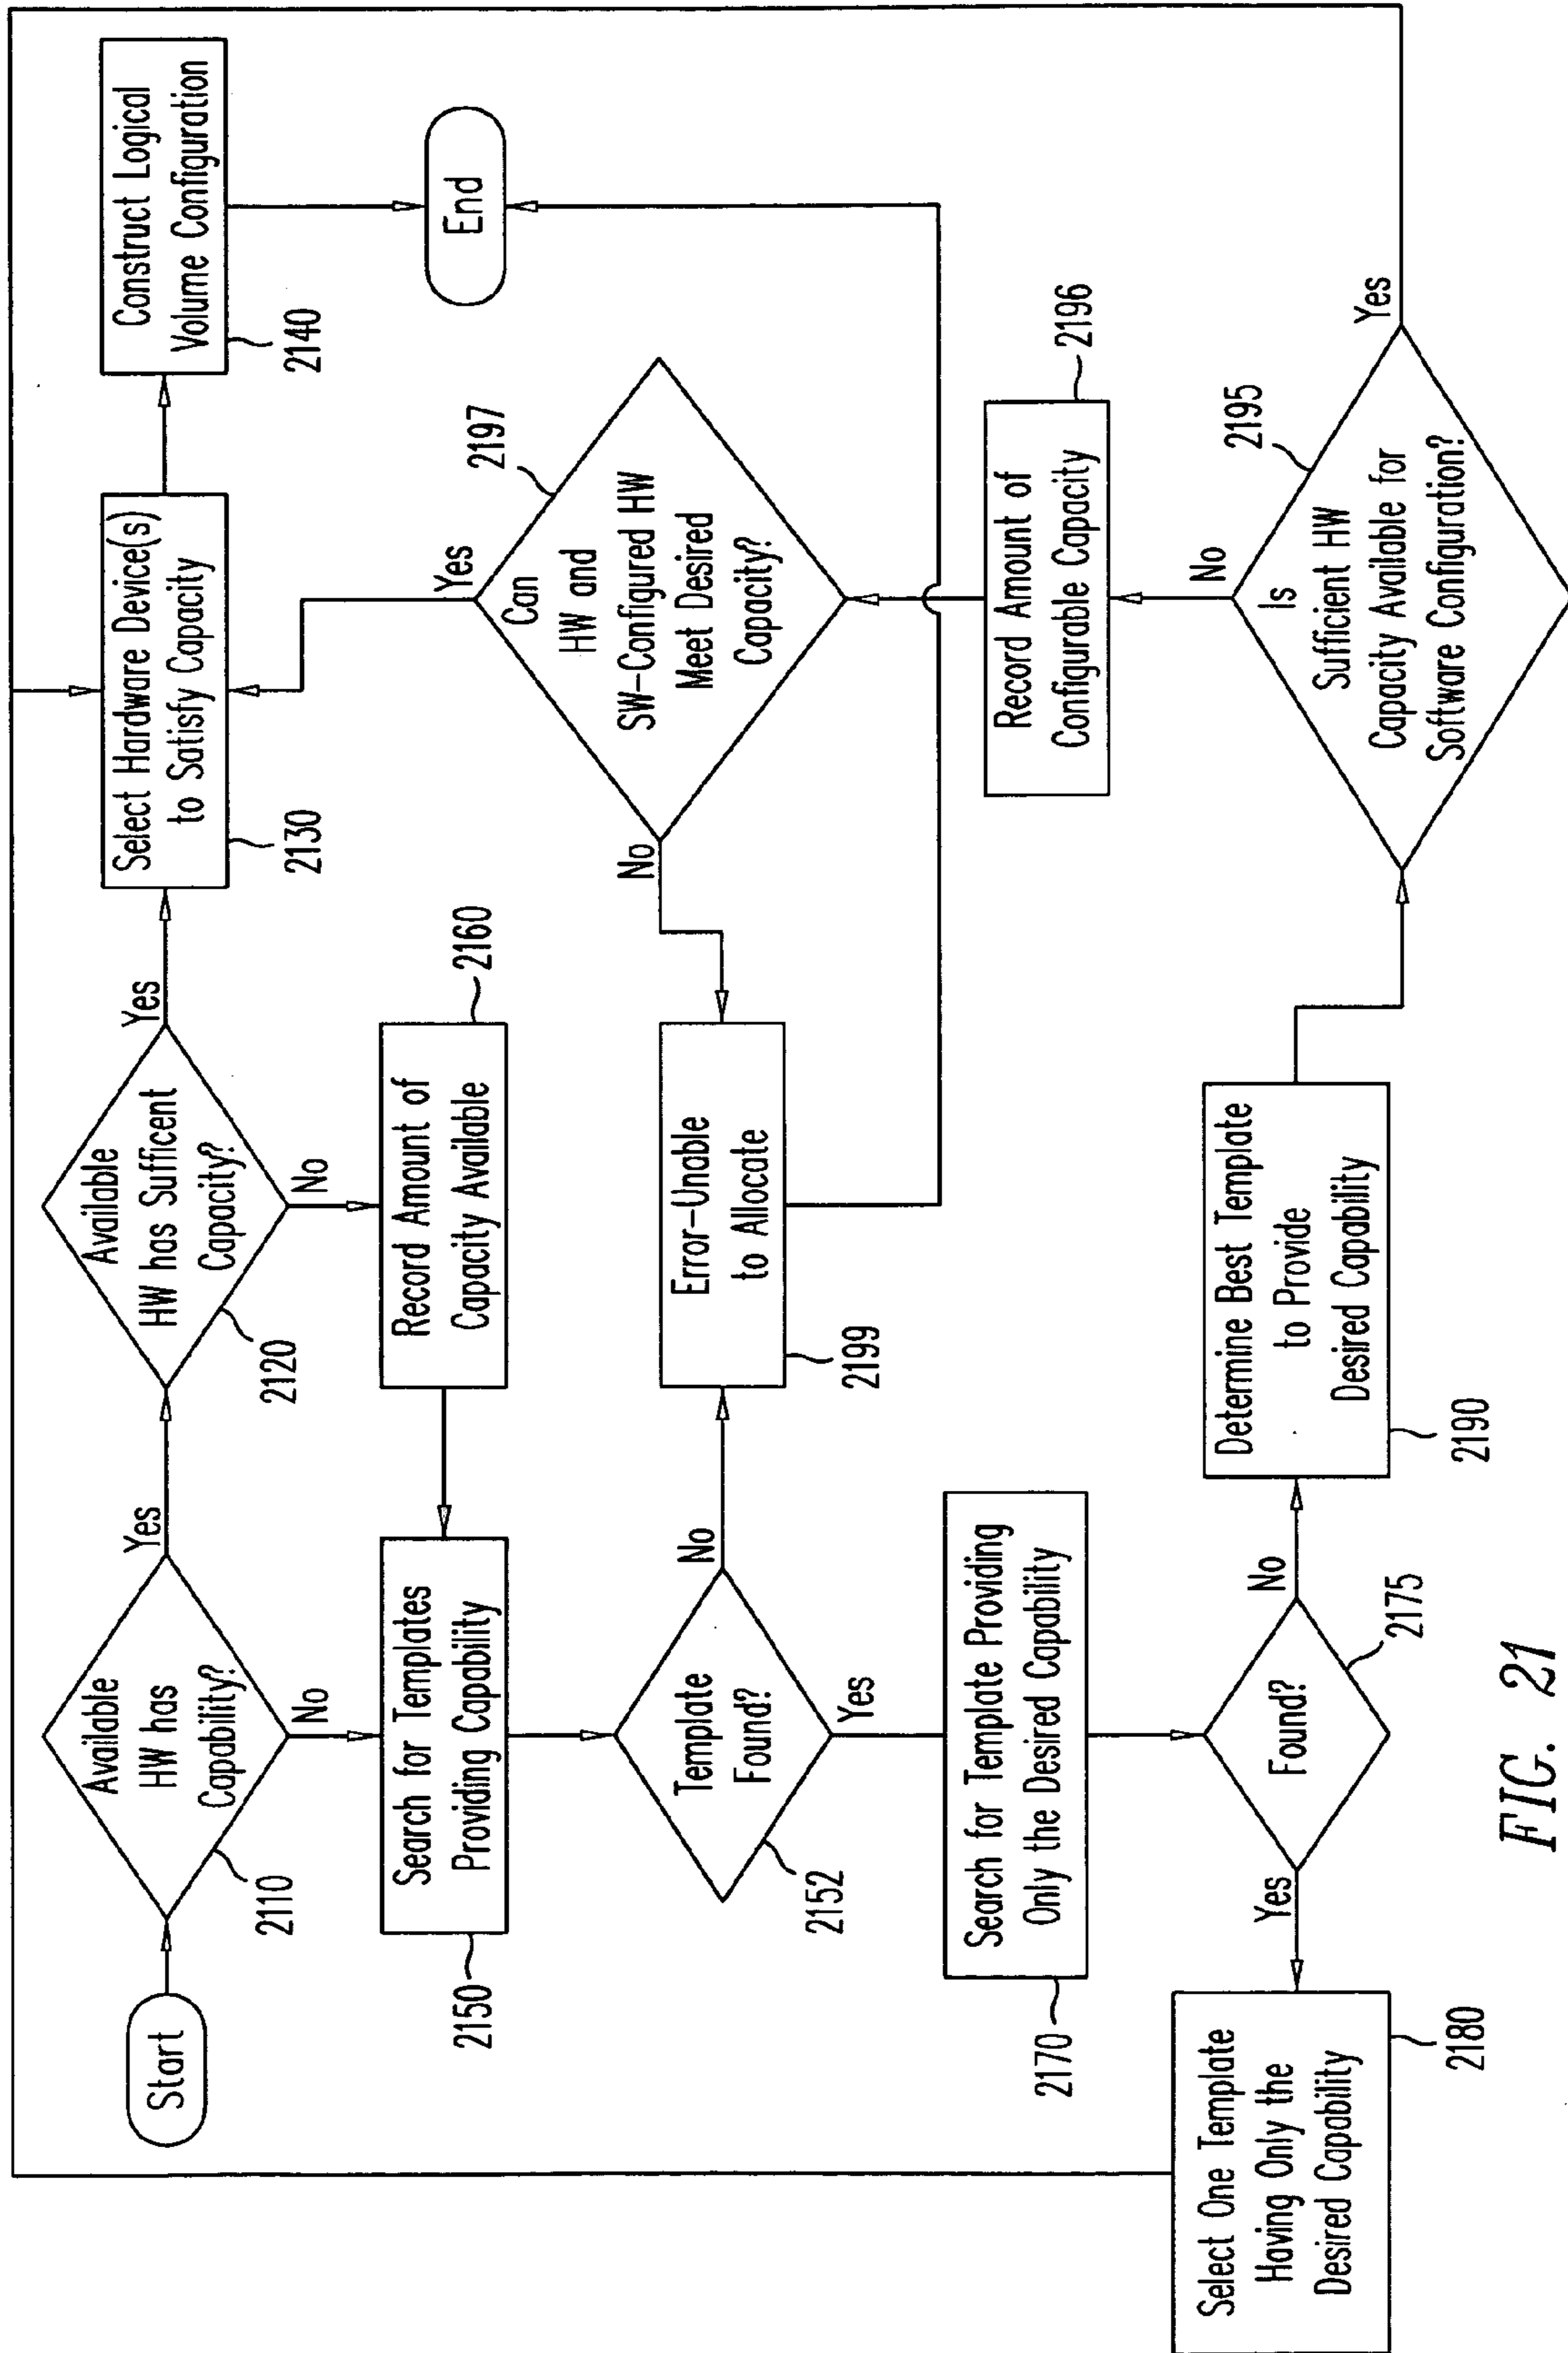 Start
Available
HW has
Capability?
2110
Yes
No
Available
HW has Sufficent
Capacity?
2120
Yes
No
Select Hardware Device(s)
to Satisfy Capacity
2130
Construct Logical
Volume Configuration
2140
End
Search for Templates
Providing Capability
2150
Record Amount of
Capacity Available
2160
Template
Found?
2152
No
Yes
Error-Unable
to Allocate
2199
Can
HW and
SW-Configured HW
Meet Desired
Capacity?
2197
Yes
No
Search for Template Providing
Only the Desired Capability
2170
Record Amount of
Configurable Capacity
2196
Select One Template
Having Only the
Desired Capability
2180
Found?
2175
Yes
No
Determine Best Template
to Provide
Desired Capability
2190
Is
Sufficient HW
Capacity Available for
Software Configuration?
2195
No
Yes
FIG. 21